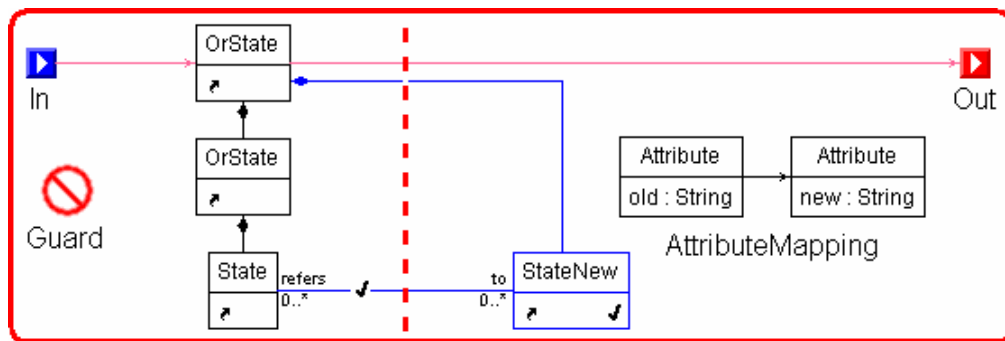 OrState
In
Out
OrState
Guard
Attribute
old : String
Attribute
new : String
AttributeMapping
State
refers
0..*
to
0..*
StateNew